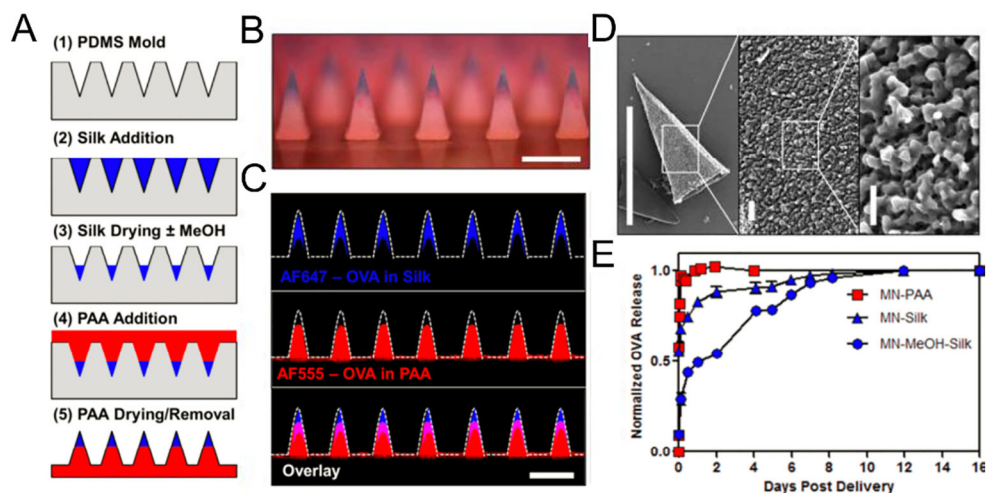 A
(1) PDMS Mold
(2) Silk Addition
(3) Silk Drying ± MeOH
(4) PAA Addition
(5) PAA Drying/Removal
B
C
AF647 – OVA in Silk
AF555 – OVA in PAA
Overlay
D
E
Normalized OVA Release
1.0
0.5
0.0
MN-PAA
MN-Silk
MN-MeOH-Silk
0 2 4 6 8 10 12 14 16
Days Post Delivery